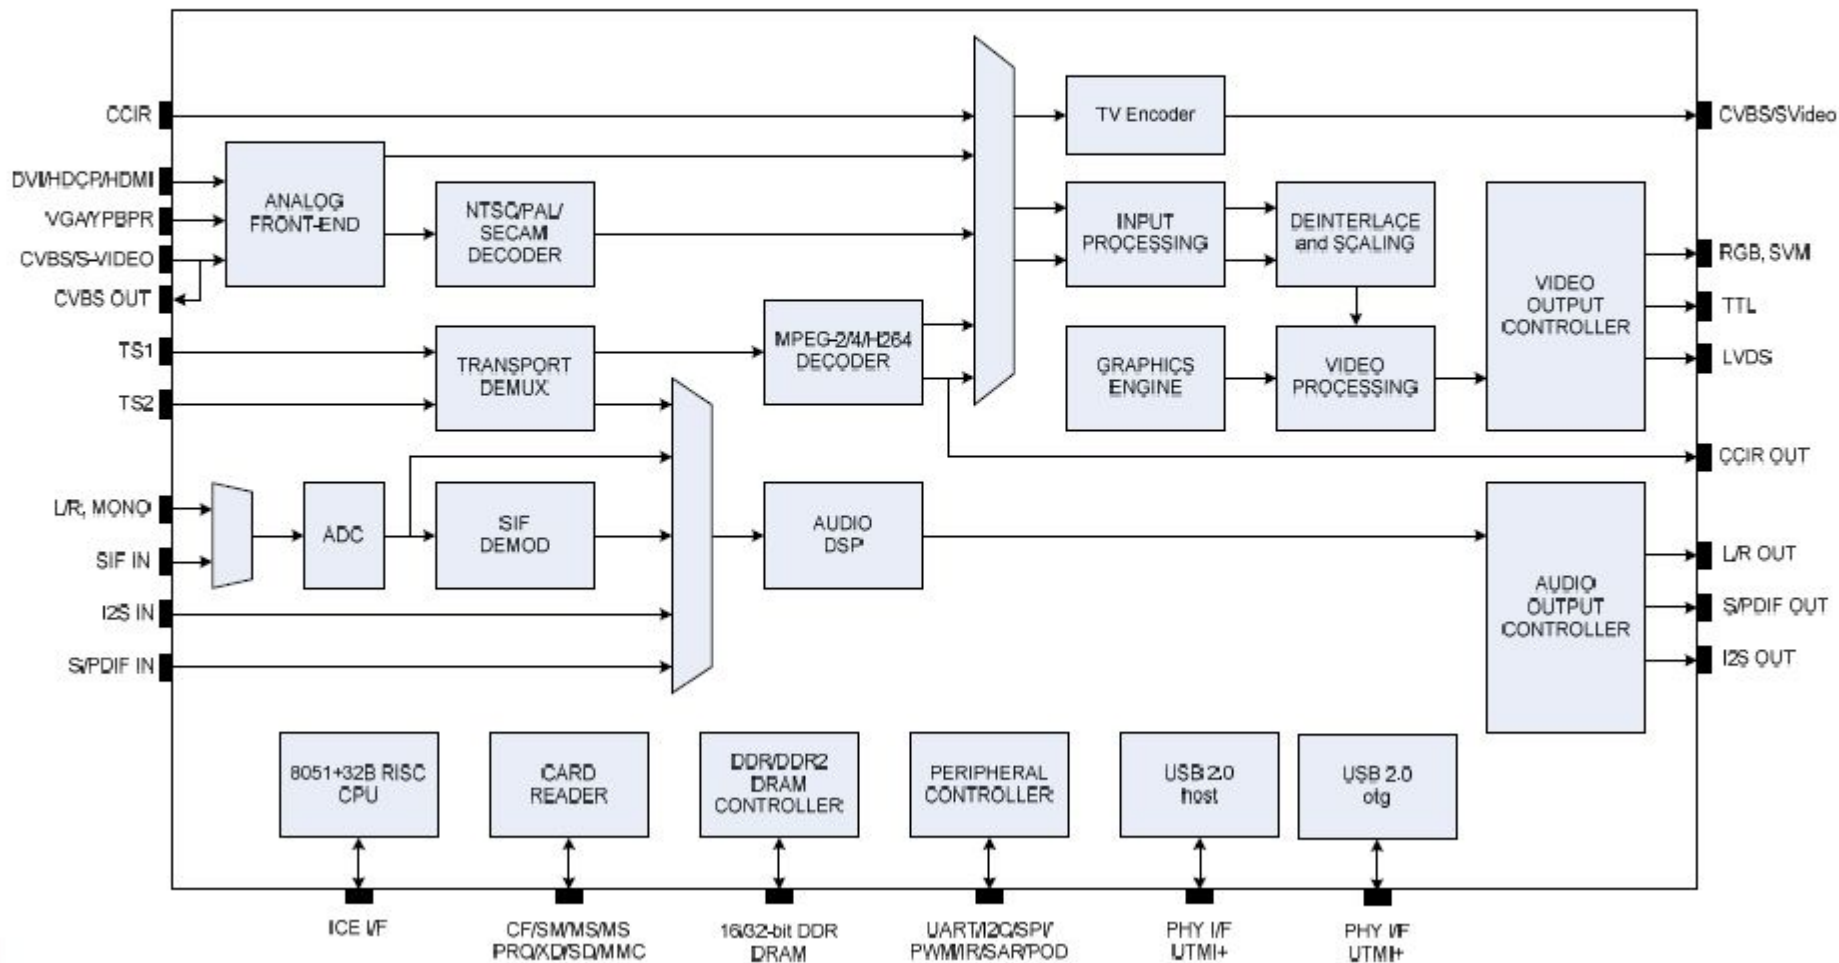 CCIR
DVI/HDCP/HDMI
VGA/YPBPR
CVBS/S-VIDEO
CVBS OUT
TS1
TS2
L/R, MONO
SIF IN
I2S IN
S/PDIF IN
ANALOG
FRONT-END
NTSC/PAL/
SECAM
DECODER
TRANSPORT
DEMUX
MPEG-2/4/H264
DECODER
ADC
SIF
DEMOD
AUDIO
DSP
TV Encoder
INPUT
PROCESSING
DEINTERLACE
and SCALING
GRAPHICS
ENGINE
VIDEO
PROCESSING
VIDEO
OUTPUT
CONTROLLER
AUDIO
OUTPUT
CONTROLLER
CVBS/SVideo
RGB, SVM
TTL
LVDS
CCIR OUT
L/R OUT
S/PDIF OUT
I2S OUT
8051+32B RISC
CPU
CARD
READER
DDR/DDR2
DRAM
CONTROLLER
PERIPHERAL
CONTROLLER
USB 2.0
host
USB 2.0
otg
ICE I/F
CF/SM/MS/MS
PRO/XD/SD/MMC
16/32-bit DDR
DRAM
UART/I2C/SPI/
PWM/IR/SAR/POD
PHY I/F
UTMI+
PHY I/F
UTMI+